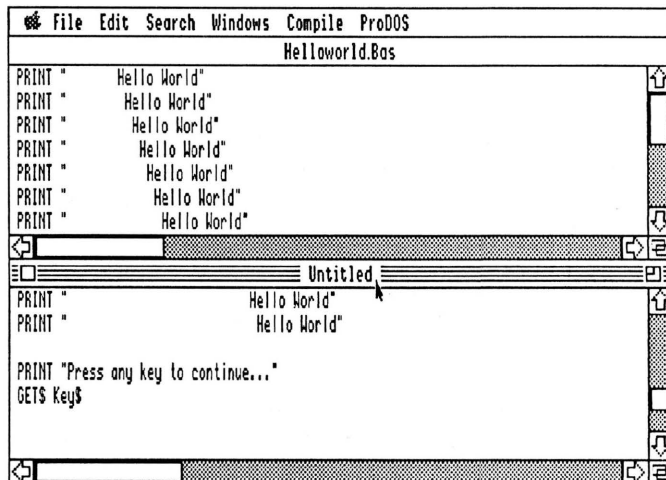 File Edit Search Windows Compile ProDOS
Helloworld.Bas
PRINT "       Hello World"
PRINT "        Hello World"
PRINT "         Hello World"
PRINT "          Hello World"
PRINT "           Hello World"
PRINT "            Hello World"
PRINT "             Hello World"
Untitled
PRINT "                         Hello World"
PRINT "                          Hello World"
PRINT "Press any key to continue..."
GET$ Key$